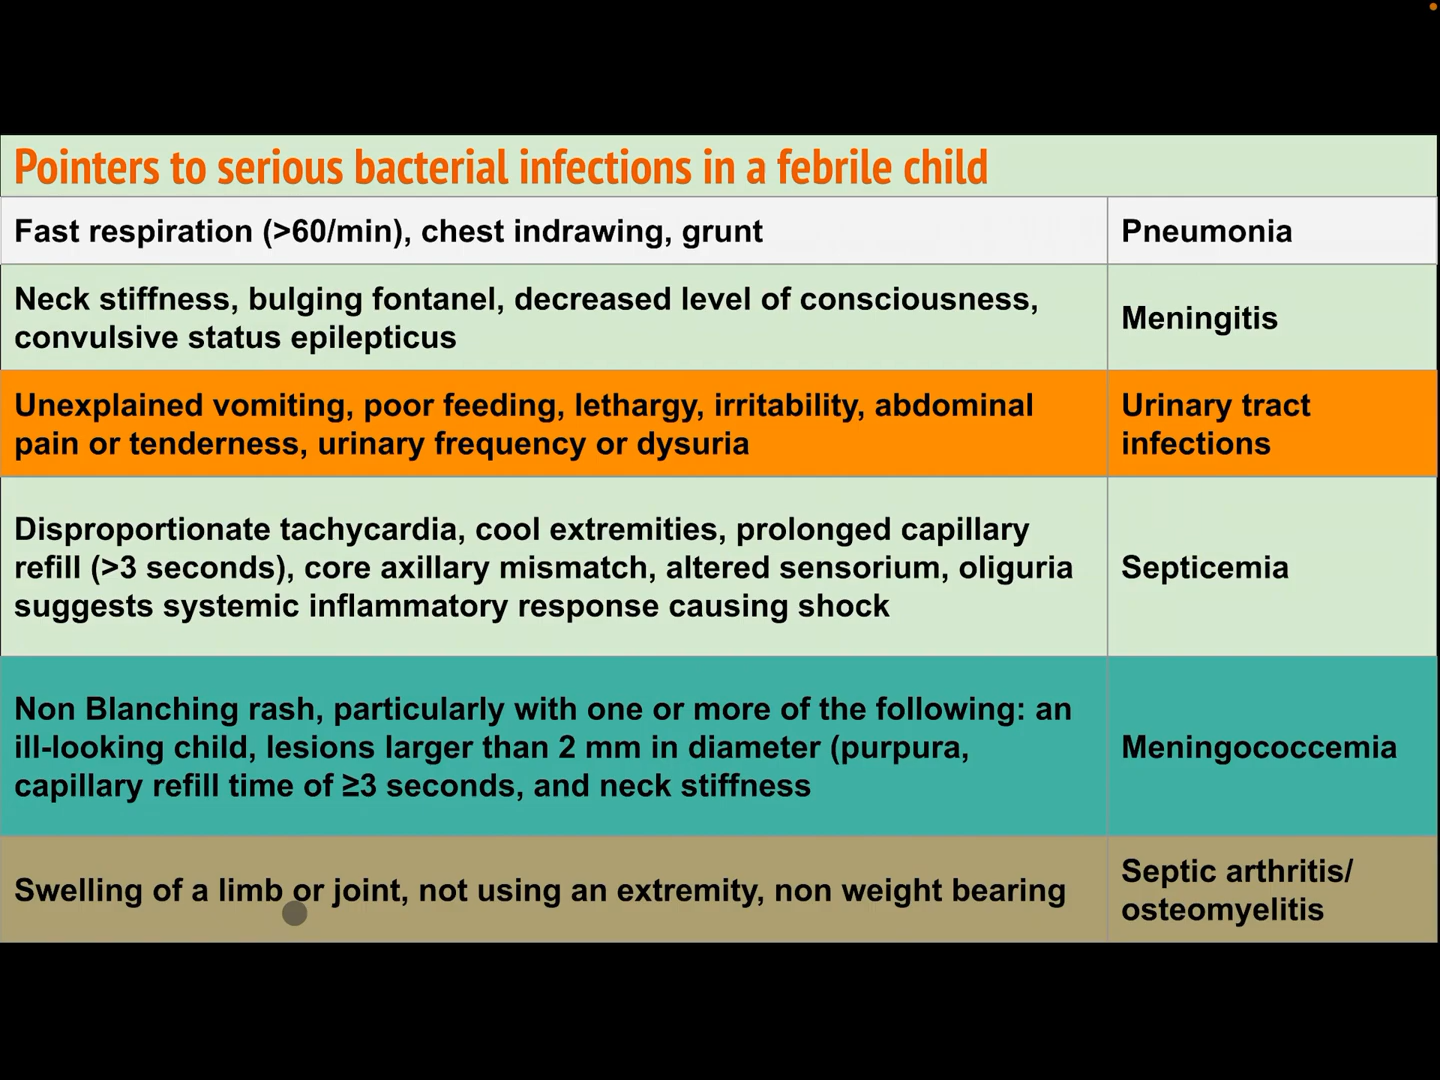 Pointers to serious bacterial infections in a febrile child
Fast respiration (>60/min), chest indrawing, grunt
Pneumonia
Neck stiffness, bulging fontanel, decreased level of consciousness,
convulsive status epilepticus
Meningitis
Unexplained vomiting, poor feeding, lethargy, irritability, abdominal
pain or tenderness, urinary frequency or dysuria
Urinary tract
infections
Disproportionate tachycardia, cool extremities, prolonged capillary
refill (>3 seconds), core axillary mismatch, altered sensorium, oliguria
suggests systemic inflammatory response causing shock
Septicemia
Non Blanching rash, particularly with one or more of the following: an
ill-looking child, lesions larger than 2 mm in diameter (purpura,
capillary refill time of ≥3 seconds, and neck stiffness
Meningococcemia
Swelling of a limb or joint, not using an extremity, non weight bearing
Septic arthritis/
osteomyelitis